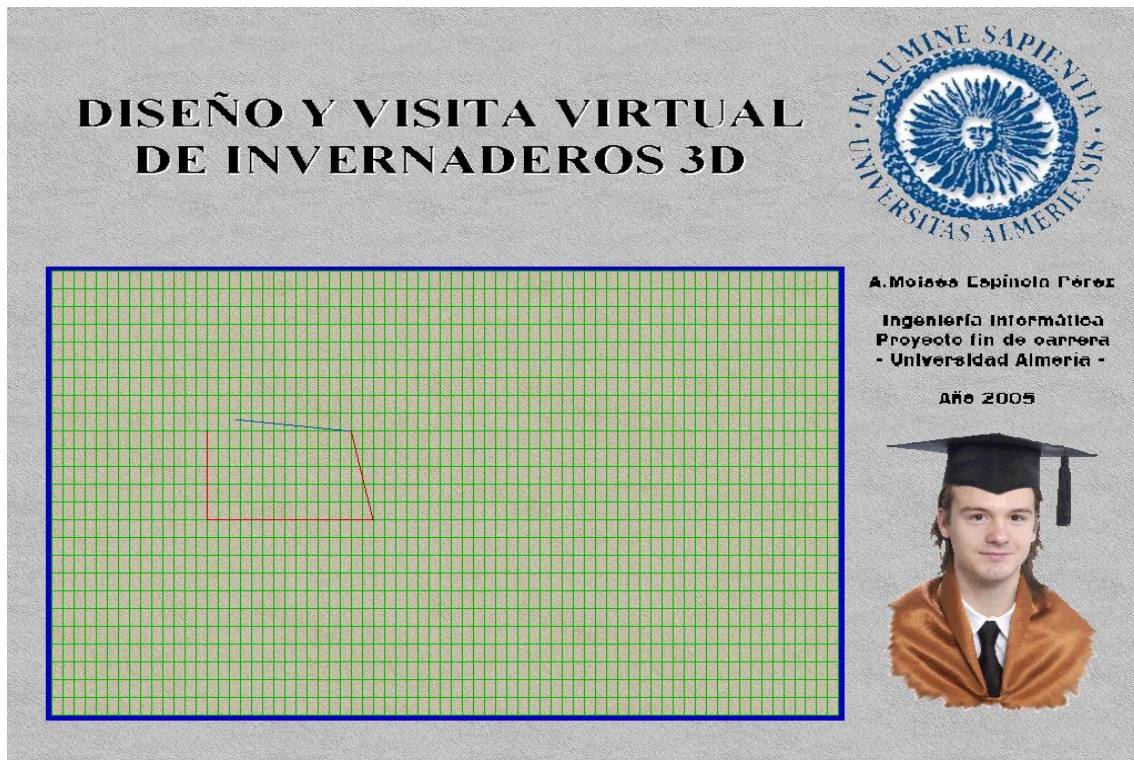 DISEÑO Y VISITA VIRTUAL
DE INVERNADEROS 3D
· IN LUMINE SAPIENTIA · UNIVERSITAS ALMERIENSIS
A.Moises Espínola Pérez
Ingeniería Informática
Proyecto fin de carrera
- Universidad Almería -
Año 2005